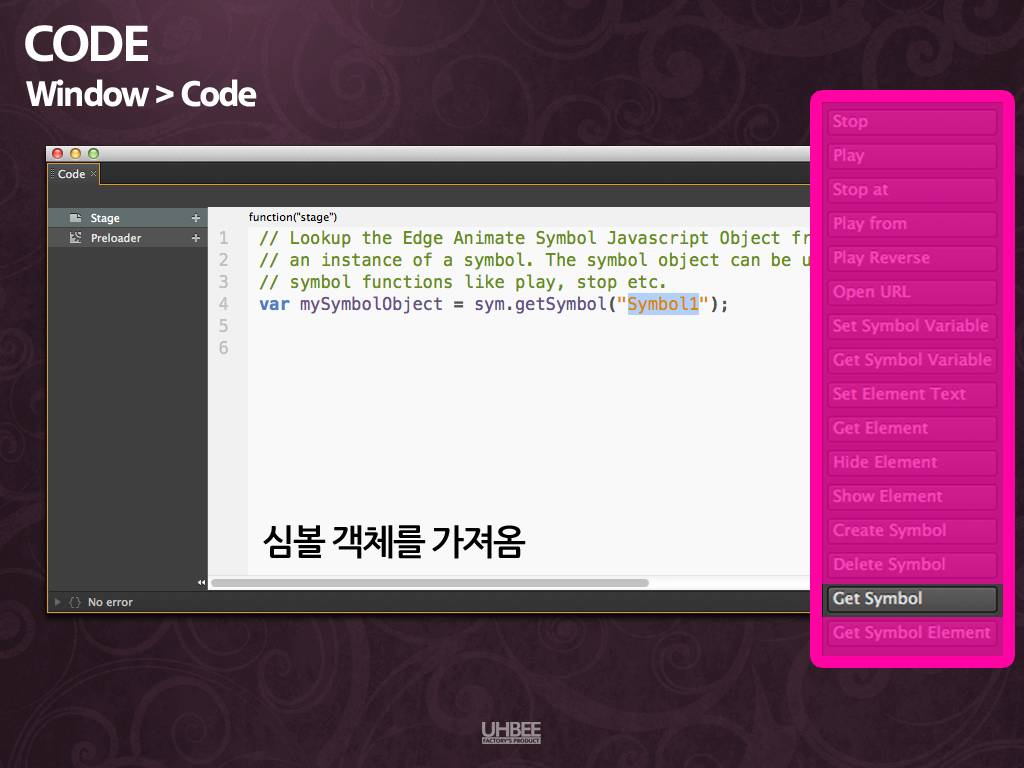 CODE
Window > Code
Code ×
Stage +
Preloader +
function("stage")
1 // Lookup the Edge Animate Symbol Javascript Object fr
2 // an instance of a symbol. The symbol object can be u
3 // symbol functions like play, stop etc.
4 var mySymbolObject = sym.getSymbol("Symbol1");
5
6
심볼 객체를 가져옴
{} No error
Stop
Play
Stop at
Play from
Play Reverse
Open URL
Set Symbol Variable
Get Symbol Variable
Set Element Text
Get Element
Hide Element
Show Element
Create Symbol
Delete Symbol
Get Symbol
Get Symbol Element
UHBEE
FACTORY'S PRODUCT